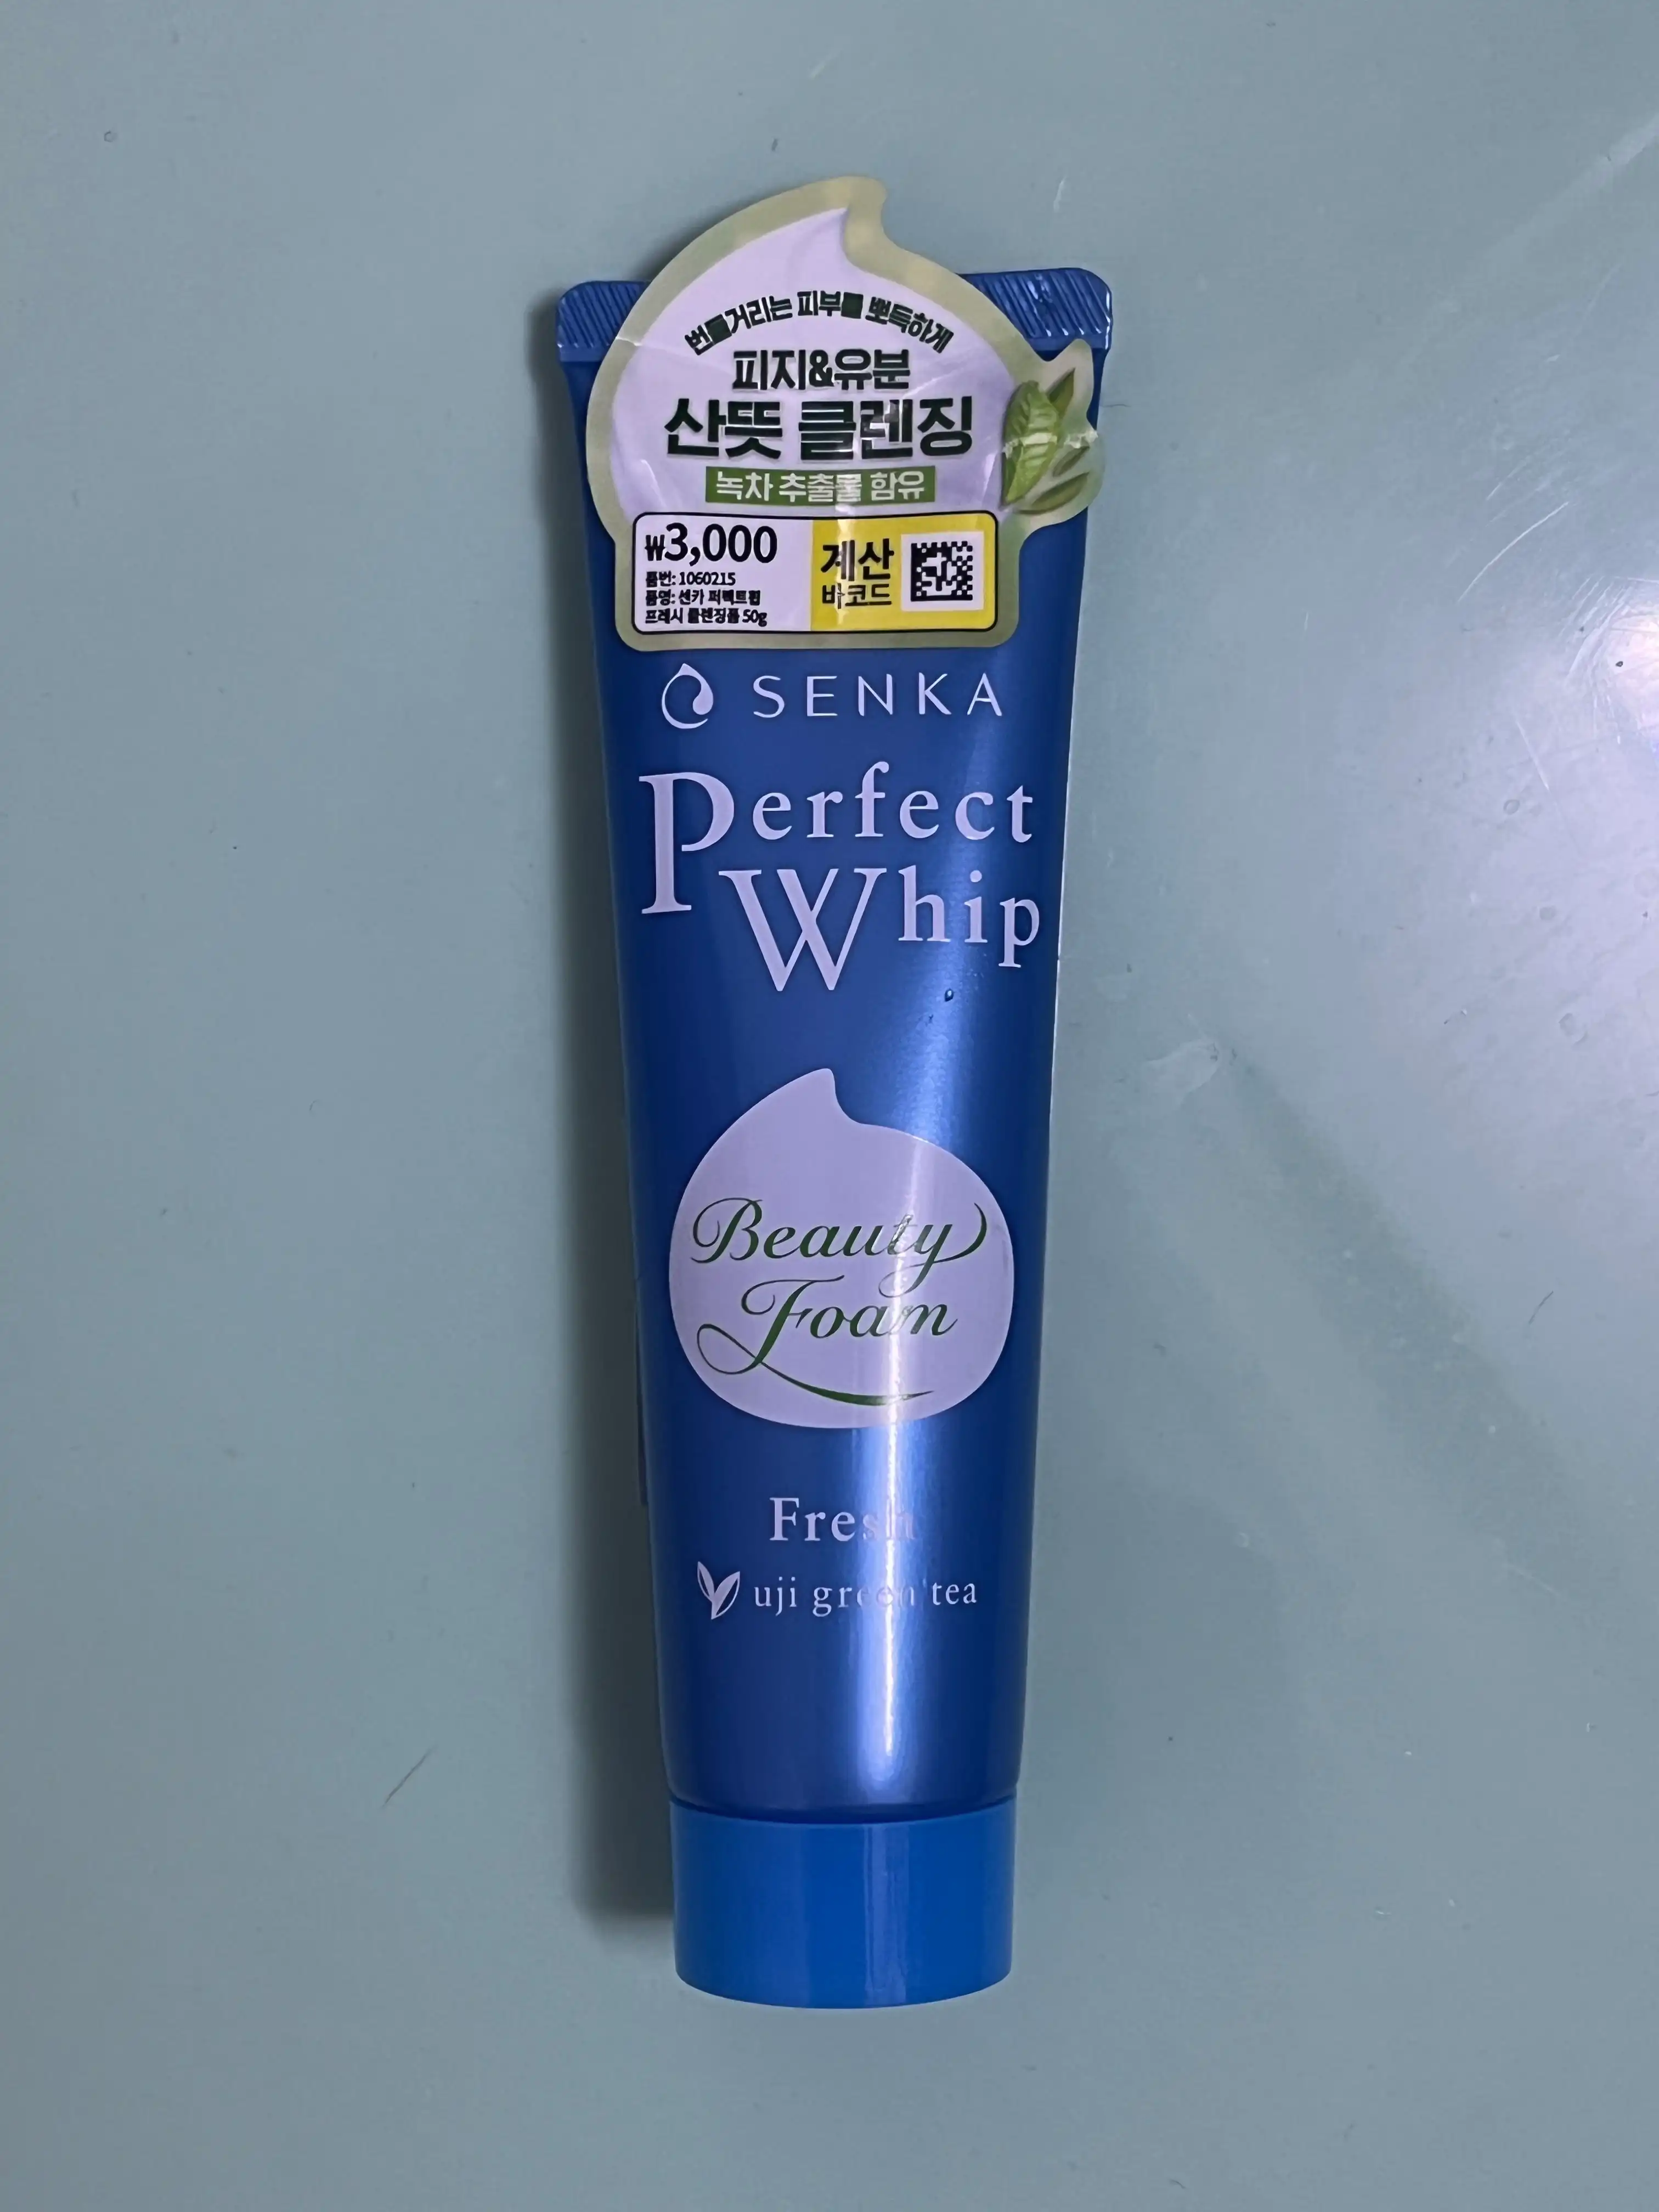 번들거리는 피부를 뽀득하게
피지&유분
산뜻 클렌징
녹차 추출물 함유
₩3,000
품번: 1060215
품명: 센카 퍼펙트휩
프레시 클렌징폼 50g
계산
바코드
SENKA
Perfect
Whip
Beauty
Foam
Fresh
uji green tea